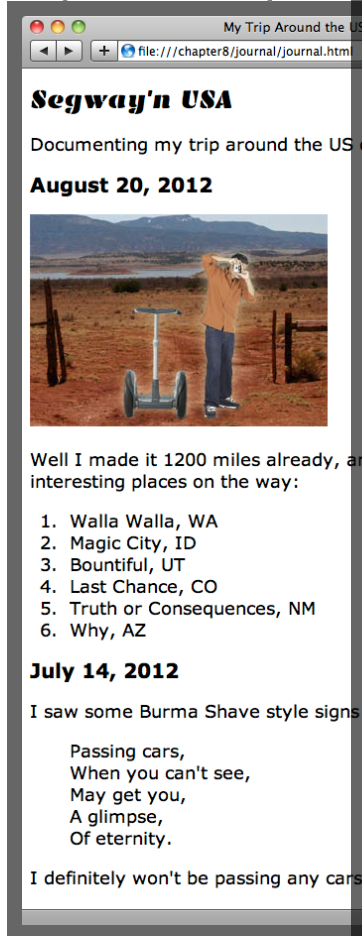 My Trip Around the US
file:///chapter8/journal/journal.html
Segway'n USA
Documenting my trip around the US
August 20, 2012
Well I made it 1200 miles already,
interesting places on the way:
1. Walla Walla, WA
2. Magic City, ID
3. Bountiful, UT
4. Last Chance, CO
5. Truth or Consequences, NM
6. Why, AZ
July 14, 2012
I saw some Burma Shave style signs
Passing cars,
When you can't see,
May get you,
A glimpse,
Of eternity.
I definitely won't be passing any cars